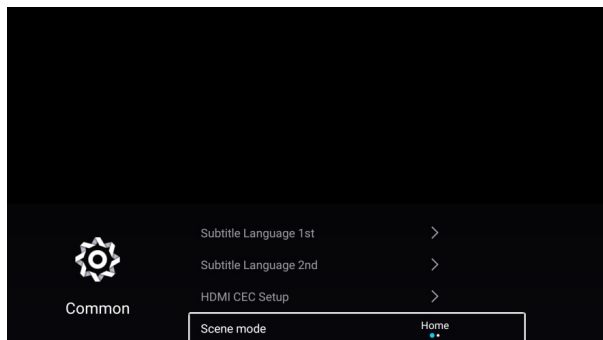 Subtitle Language 1st
Subtitle Language 2nd
HDMI CEC Setup
Common
Scene mode Home